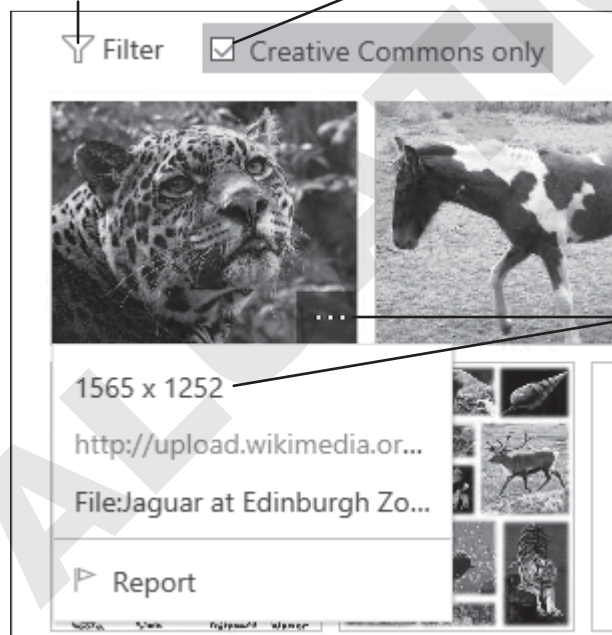 Filter
Creative Commons only
...
1565 x 1252
http://upload.wikimedia.or...
File:Jaguar at Edinburgh Zo...
Report